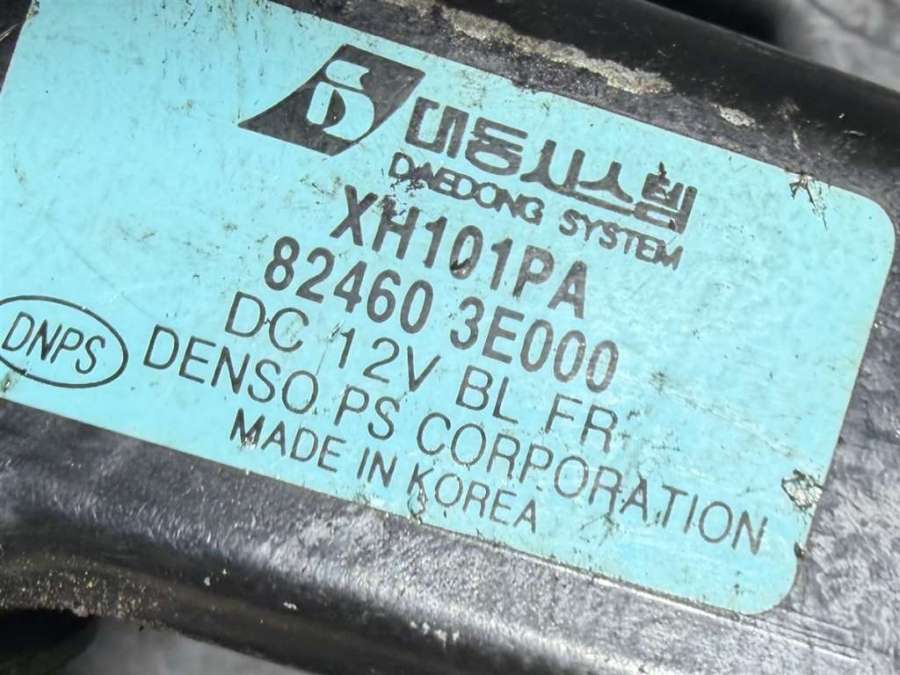 대동시스템
DAEDONG SYSTEM
XH101PA
82460 3E000
DC 12V BL FR
DNPS
DENSO PS CORPORATION
MADE IN KOREA